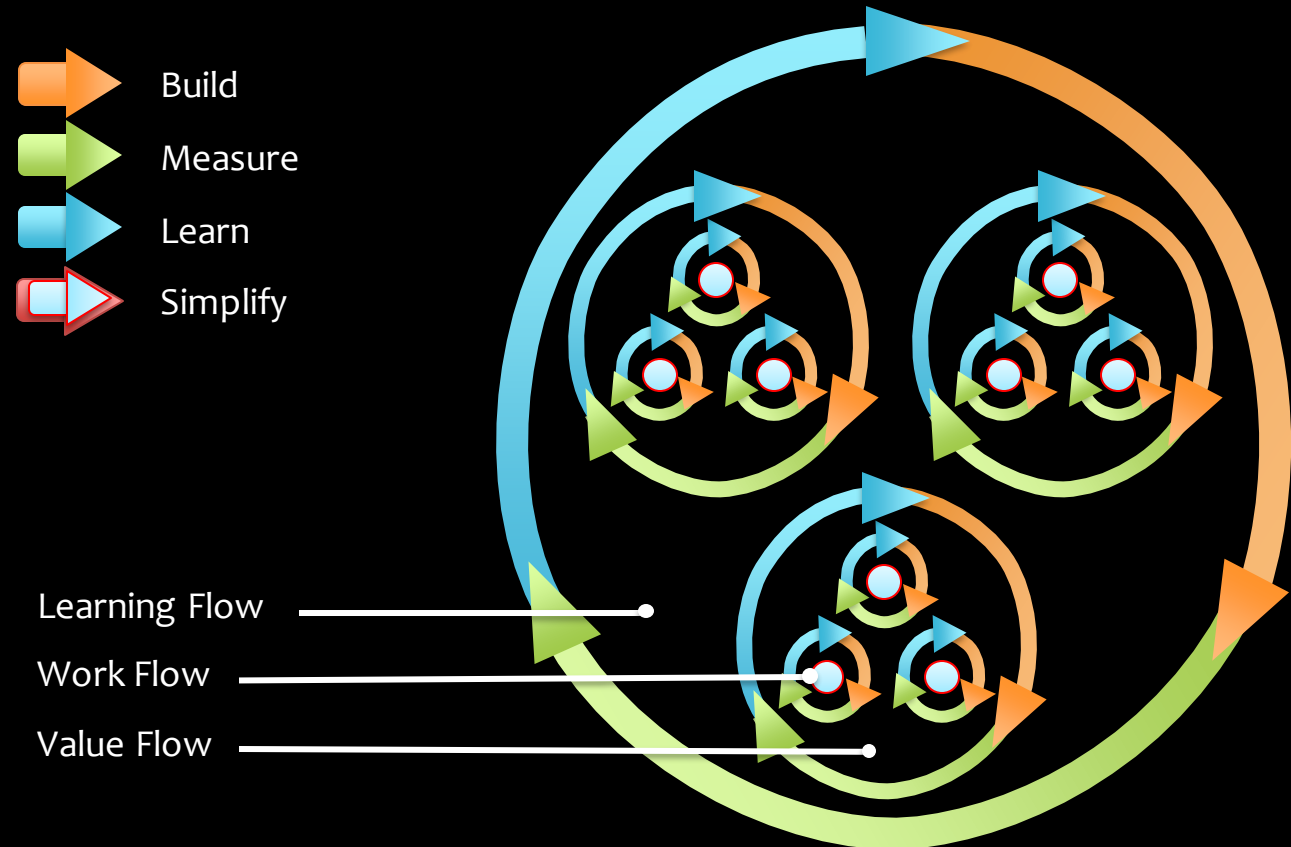 Build
Measure
Learn
Simplify
Learning Flow
Work Flow
Value Flow